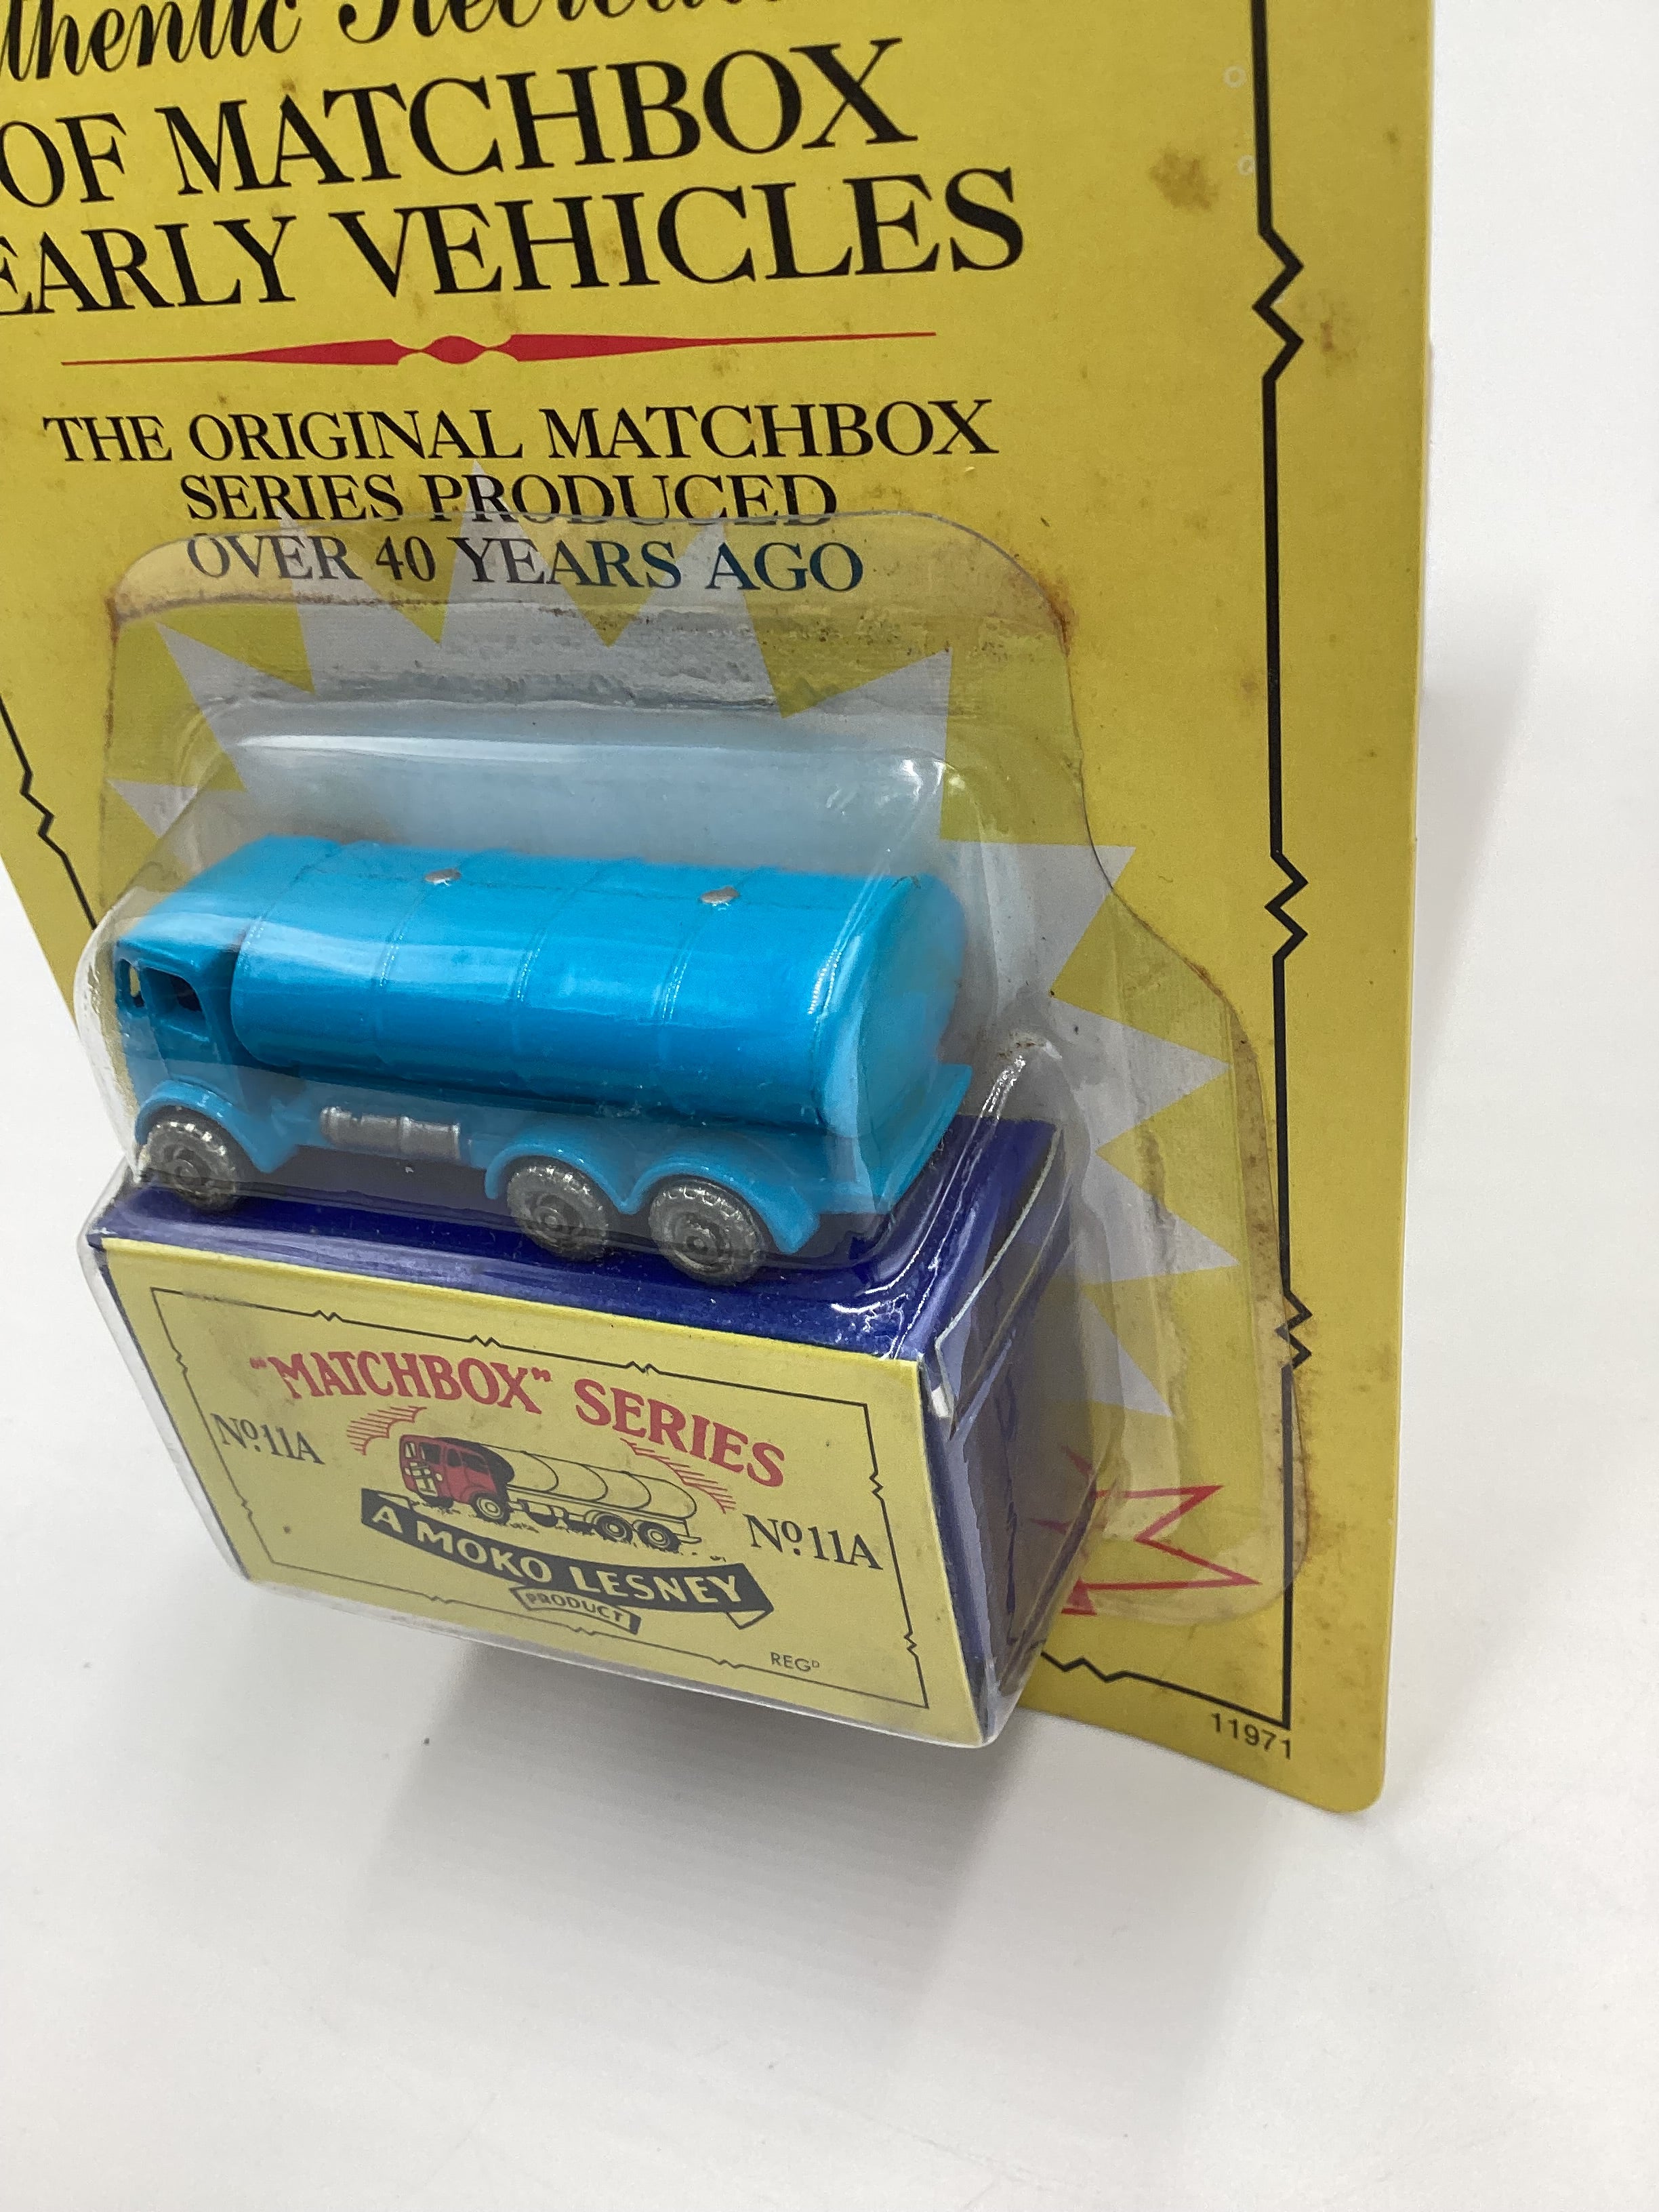 OF MATCHBOX
EARLY VEHICLES
THE ORIGINAL MATCHBOX
SERIES PRODUCED
OVER 40 YEARS AGO
"MATCHBOX" SERIES
Nº.11A
Nº.11A
A MOKO LESNEY
PRODUCT
REGᴰ
11971